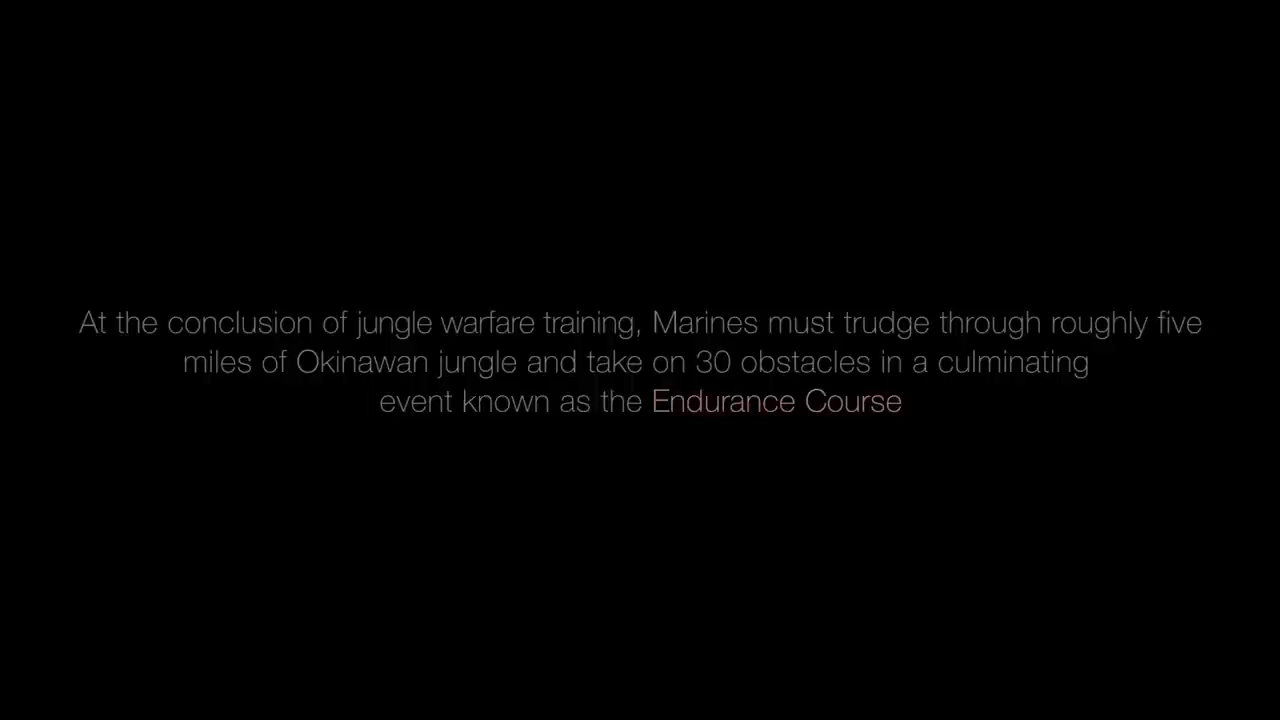 At the conclusion of jungle warfare training, Marines must trudge through roughly five
miles of Okinawan jungle and take on 30 obstacles in a culminating
event known as the Endurance Course